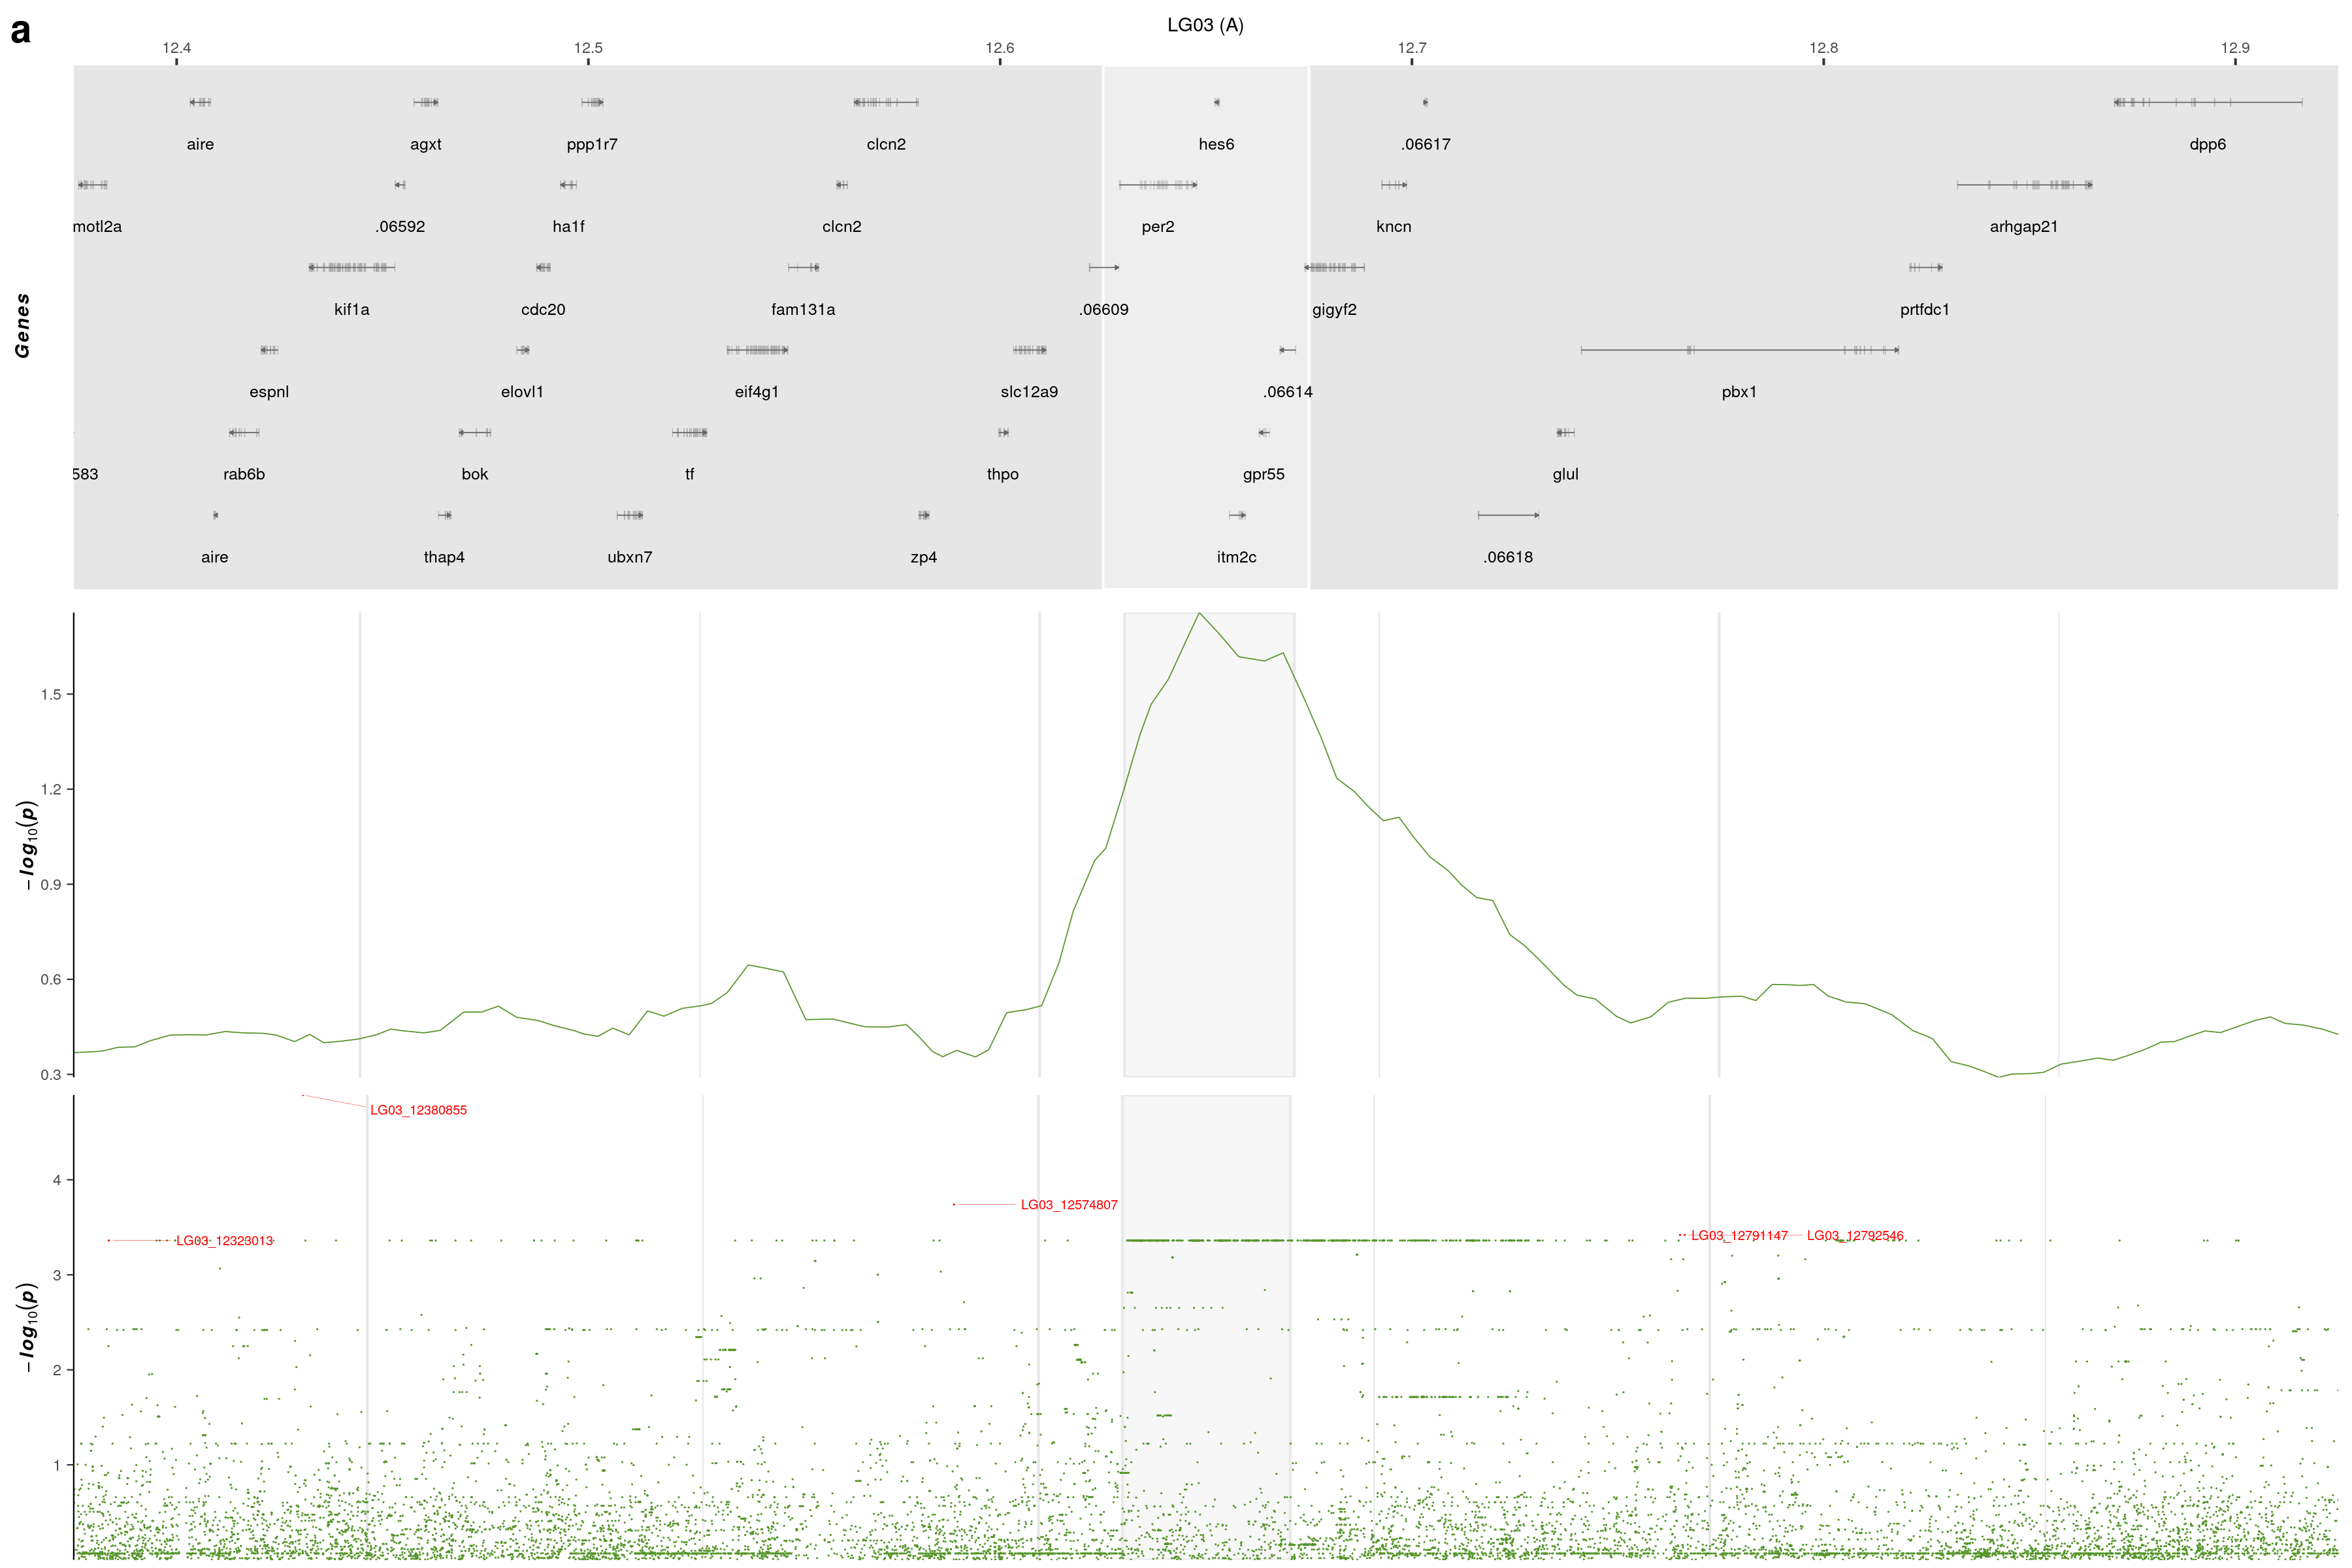 a
LG03 (A)
12.4 12.5 12.6 12.7 12.8 12.9
Genes
aire agxt ppp1r7 clcn2 hes6 .06617 dpp6
motl2a .06592 ha1f clcn2 per2 kncn arhgap21
kif1a cdc20 fam131a .06609 gigyf2 prtfdc1
espnl elovl1 eif4g1 slc12a9 .06614 pbx1
583 rab6b bok tf thpo gpr55 glul
aire thap4 ubxn7 zp4 itm2c .06618
−log10(p)
1.5
1.2
0.9
0.6
0.3
−log10(p)
LG03_12380855
4
LG03_12574807
LG03_12323013 LG03_12791147 LG03_12792546
3
2
1